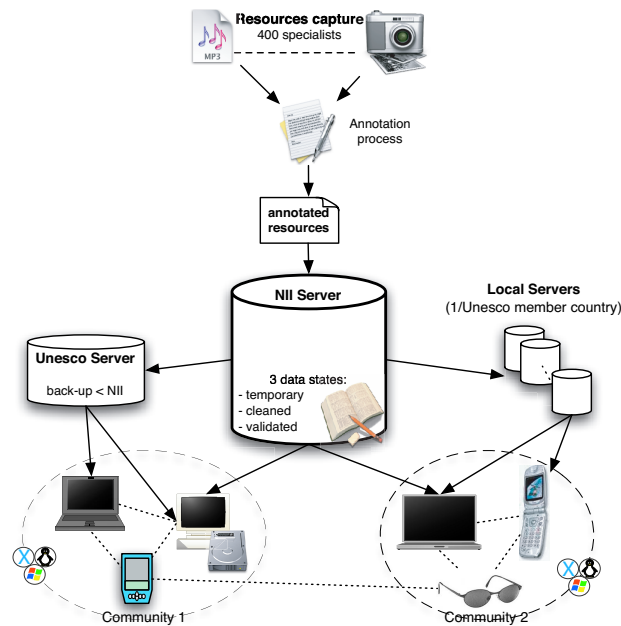 Resources capture
400 specialists
MP3
Annotation
process
annotated
resources
NII Server
Local Servers
(1/Unesco member country)
Unesco Server
back-up < NII
3 data states:
- temporary
- cleaned
- validated
X
X
Community 1
Community 2